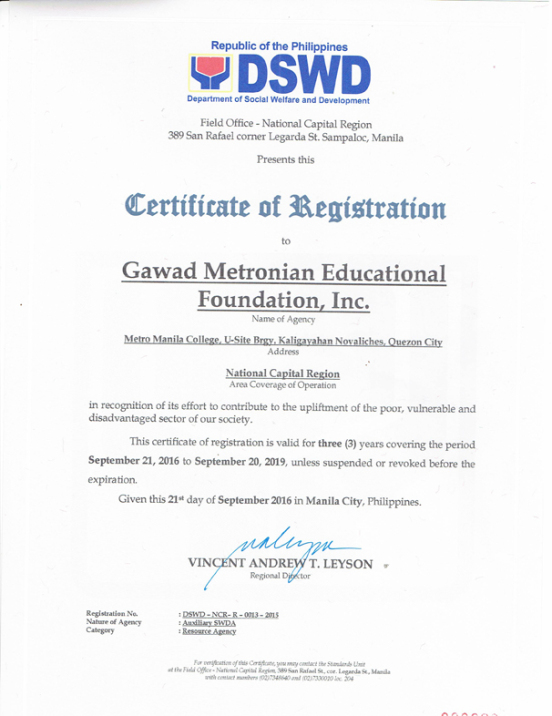 Republic of the Philippines
DSWD
Department of Social Welfare and Development
Field Office - National Capital Region
389 San Rafael corner Legarda St. Sampaloc, Manila
Presents this
Certificate of Registration
to
Gawad Metronian Educational
Foundation, Inc.
Name of Agency
Metro Manila College, U-Site Brgy, Kaligayahan Novaliches, Quezon City
Address
National Capital Region
Area Coverage of Operation
in recognition of its effort to contribute to the upliftment of the poor, vulnerable and
disadvantaged sector of our society.
This certificate of registration is valid for three (3) years covering the period
September 21, 2016 to September 20, 2019, unless suspended or revoked before the
expiration.
Given this 21st day of September 2016 in Manila City, Philippines.
VINCENT ANDREW T. LEYSON
Regional Director
Registration No. : DSWD – NCR – R – 0013 – 2015
Nature of Agency : Auxiliary SWDA
Category : Resource Agency
For verification of this Certificate, you may contact the Standards Unit
at the Field Office - National Capital Region, 389 San Rafael St., cor. Legarda St., Manila
with contact numbers (02)7348640 and loc. 204